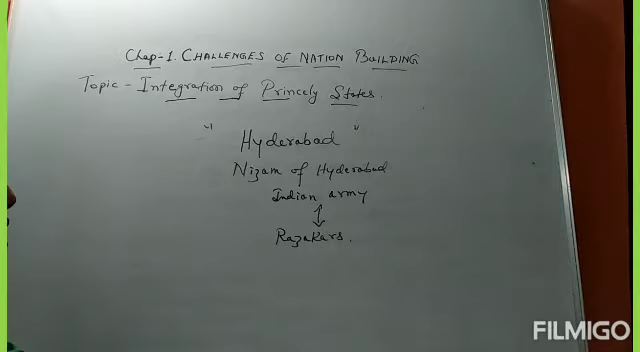 Chap-1. CHALLENGES OF NATION BUILDING
Topic - Integration of Princely States.
" Hyderabad "
Nizam of Hyderabad
Indian army
↕
Razakars.
FILMIGO